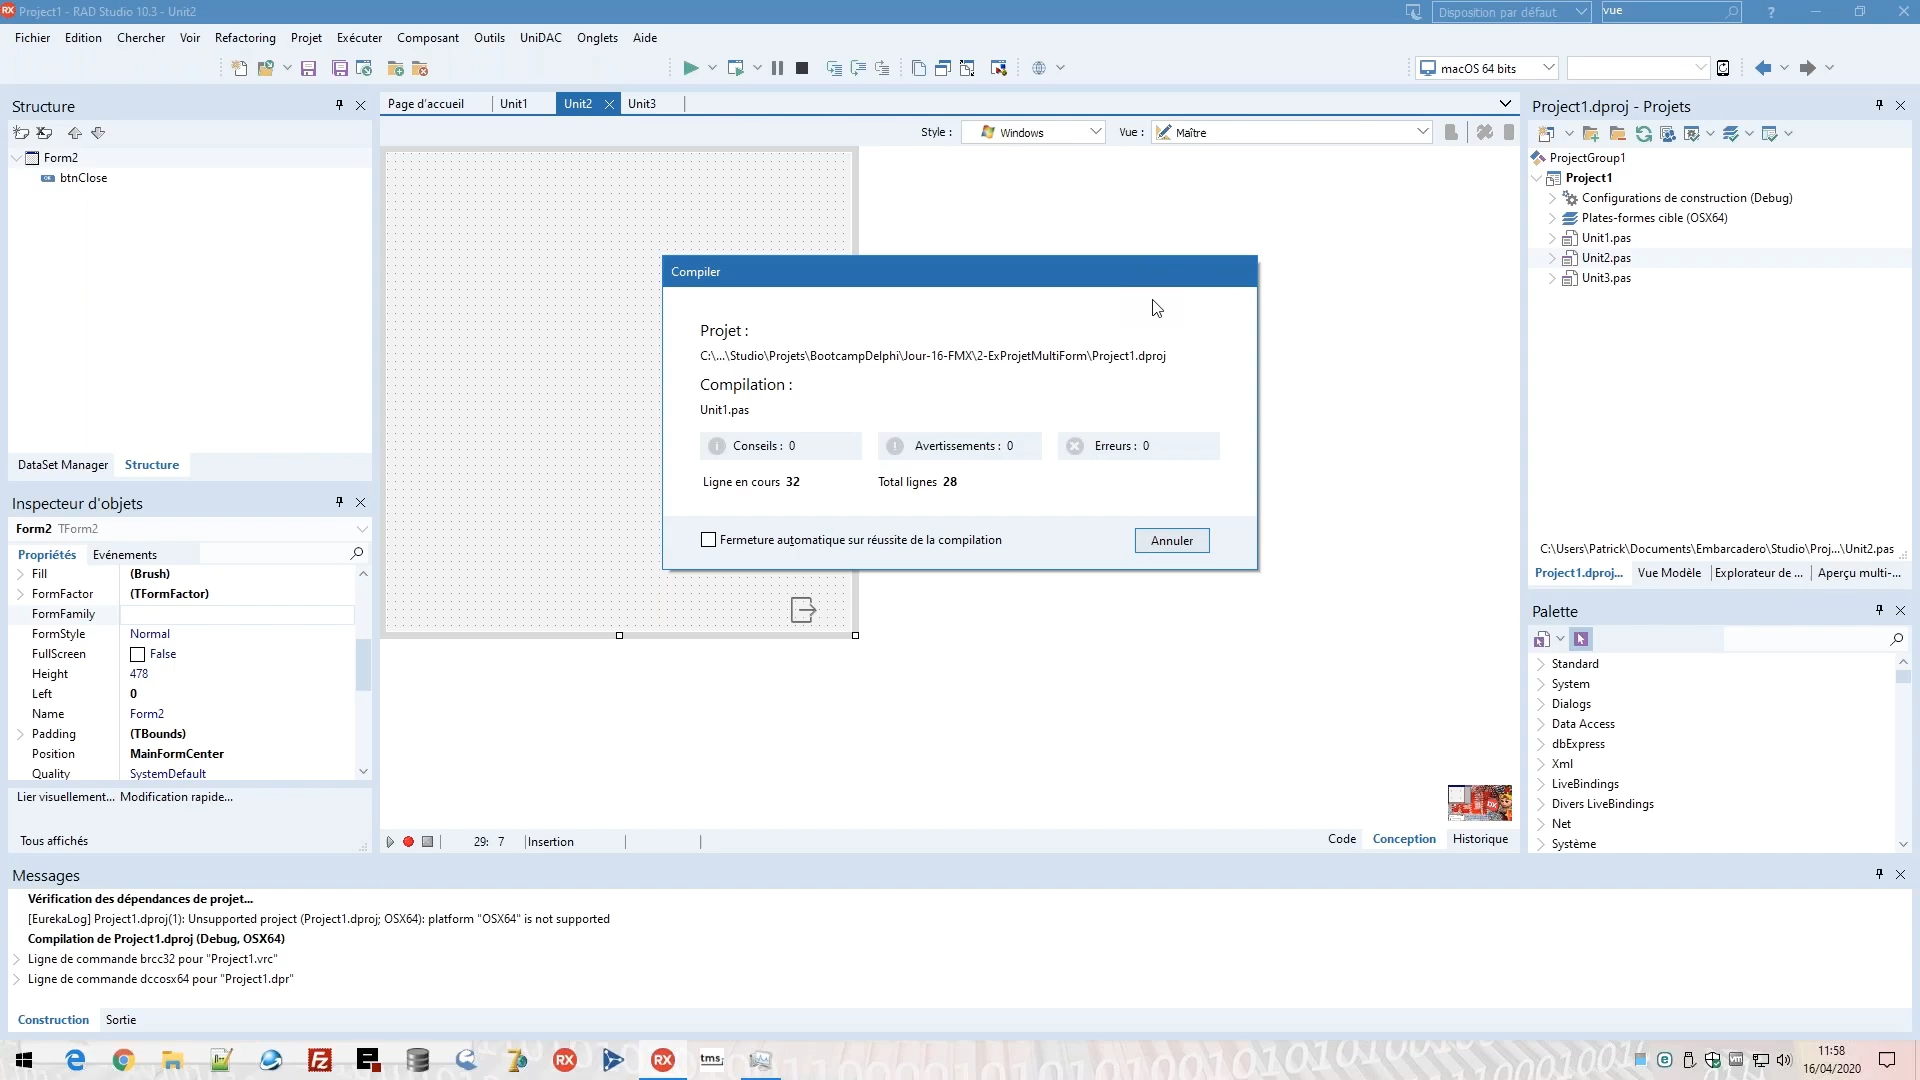 Project1 - RAD Studio 10.3 - Unit2
Disposition par défaut
vue
Fichier Edition Chercher Voir Refactoring Projet Exécuter Composant Outils UniDAC Onglets Aide
macOS 64 bits
Structure
Form2
btnClose
DataSet Manager Structure
Inspecteur d'objets
Form2 TForm2
Propriétés Evénements
Fill (Brush)
FormFactor (TFormFactor)
FormFamily
FormStyle Normal
FullScreen False
Height 478
Left 0
Name Form2
Padding (TBounds)
Position MainFormCenter
Quality SystemDefault
Lier visuellement... Modification rapide...
Tous affichés
Page d'accueil Unit1 Unit2 Unit3
Style : Windows Vue : Maître
Compiler
Projet :
C:\...\Studio\Projets\BootcampDelphi\Jour-16-FMX\2-ExProjetMultiForm\Project1.dproj
Compilation :
Unit1.pas
Conseils : 0 Avertissements : 0 Erreurs : 0
Ligne en cours 32 Total lignes 28
Fermeture automatique sur réussite de la compilation
Annuler
29: 7 Insertion
Code Conception Historique
Project1.dproj - Projets
ProjectGroup1
Project1
Configurations de construction (Debug)
Plates-formes cible (OSX64)
Unit1.pas
Unit2.pas
Unit3.pas
C:\Users\Patrick\Documents\Embarcadero\Studio\Proj...\Unit2.pas
Project1.dproj... Vue Modèle Explorateur de ... Aperçu multi-...
Palette
Standard
System
Dialogs
Data Access
dbExpress
Xml
LiveBindings
Divers LiveBindings
Net
Système
Messages
Vérification des dépendances de projet...
[EurekaLog] Project1.dproj(1): Unsupported project (Project1.dproj; OSX64): platform "OSX64" is not supported
Compilation de Project1.dproj (Debug, OSX64)
Ligne de commande brcc32 pour "Project1.vrc"
Ligne de commande dccosx64 pour "Project1.dpr"
Construction Sortie
RX
RX
tms
11:58
16/04/2020